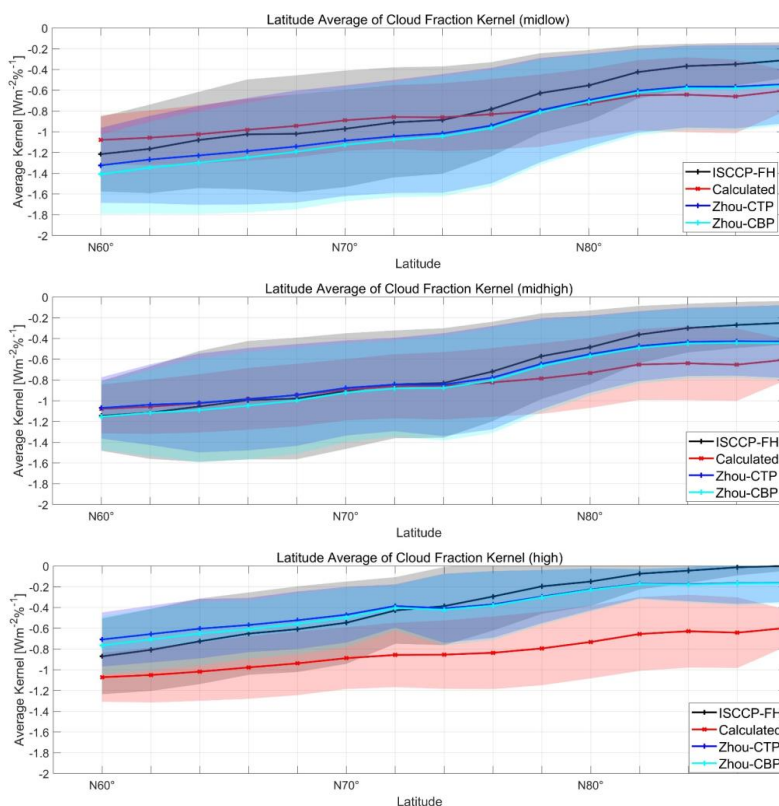 Latitude Average of Cloud Fraction Kernel (midlow)
Average Kernel [Wm⁻²%⁻¹]
0
-0.2
-0.4
-0.6
-0.8
-1
-1.2
-1.4
-1.6
-1.8
-2
ISCCP-FH
Calculated
Zhou-CTP
Zhou-CBP
N60° N70° N80°
Latitude
Latitude Average of Cloud Fraction Kernel (midhigh)
Average Kernel [Wm⁻²%⁻¹]
0
-0.2
-0.4
-0.6
-0.8
-1
-1.2
-1.4
-1.6
-1.8
-2
ISCCP-FH
Calculated
Zhou-CTP
Zhou-CBP
N60° N70° N80°
Latitude
Latitude Average of Cloud Fraction Kernel (high)
Average Kernel [Wm⁻²%⁻¹]
0
-0.2
-0.4
-0.6
-0.8
-1
-1.2
-1.4
-1.6
-1.8
-2
ISCCP-FH
Calculated
Zhou-CTP
Zhou-CBP
N60° N70° N80°
Latitude